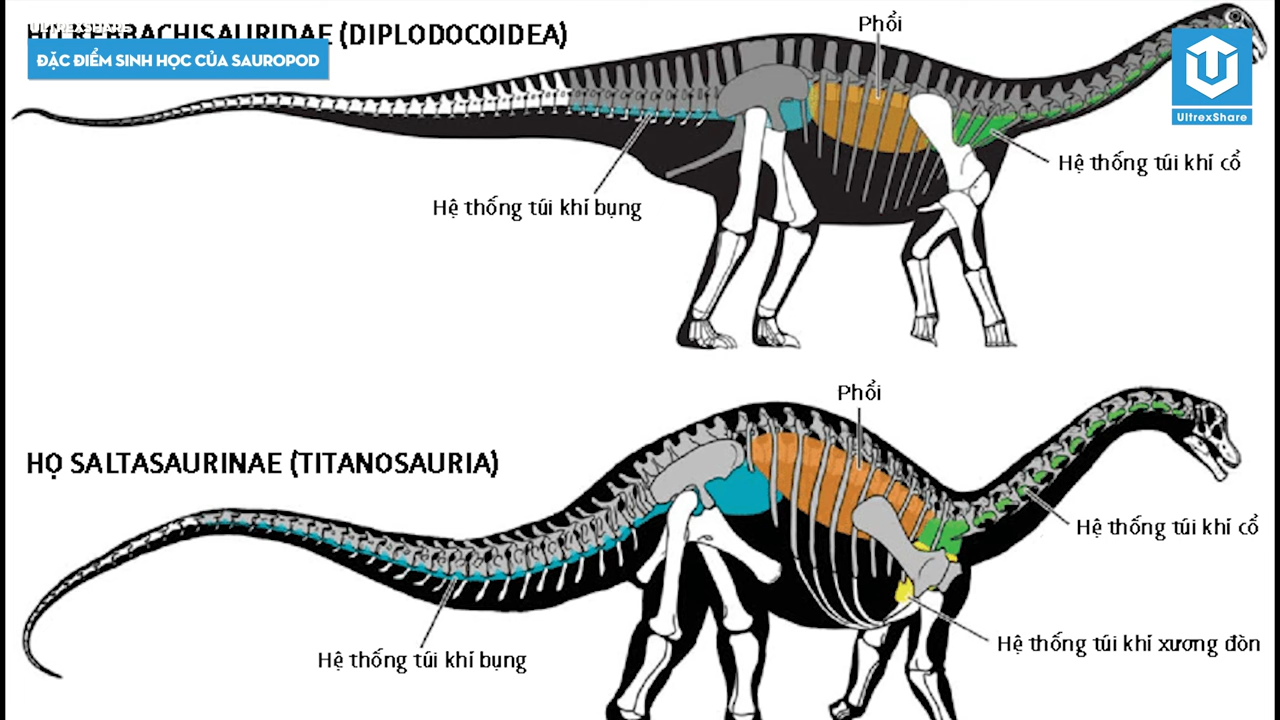 ULTREXSHARE
(DIPLODOCOIDEA)
ĐẶC ĐIỂM SINH HỌC CỦA SAUROPOD
Phổi
UltrexShare
Hệ thống túi khí cổ
Hệ thống túi khí bụng
Phổi
HỌ SALTASAURINAE (TITANOSAURIA)
Hệ thống túi khí cổ
Hệ thống túi khí xương đòn
Hệ thống túi khí bụng